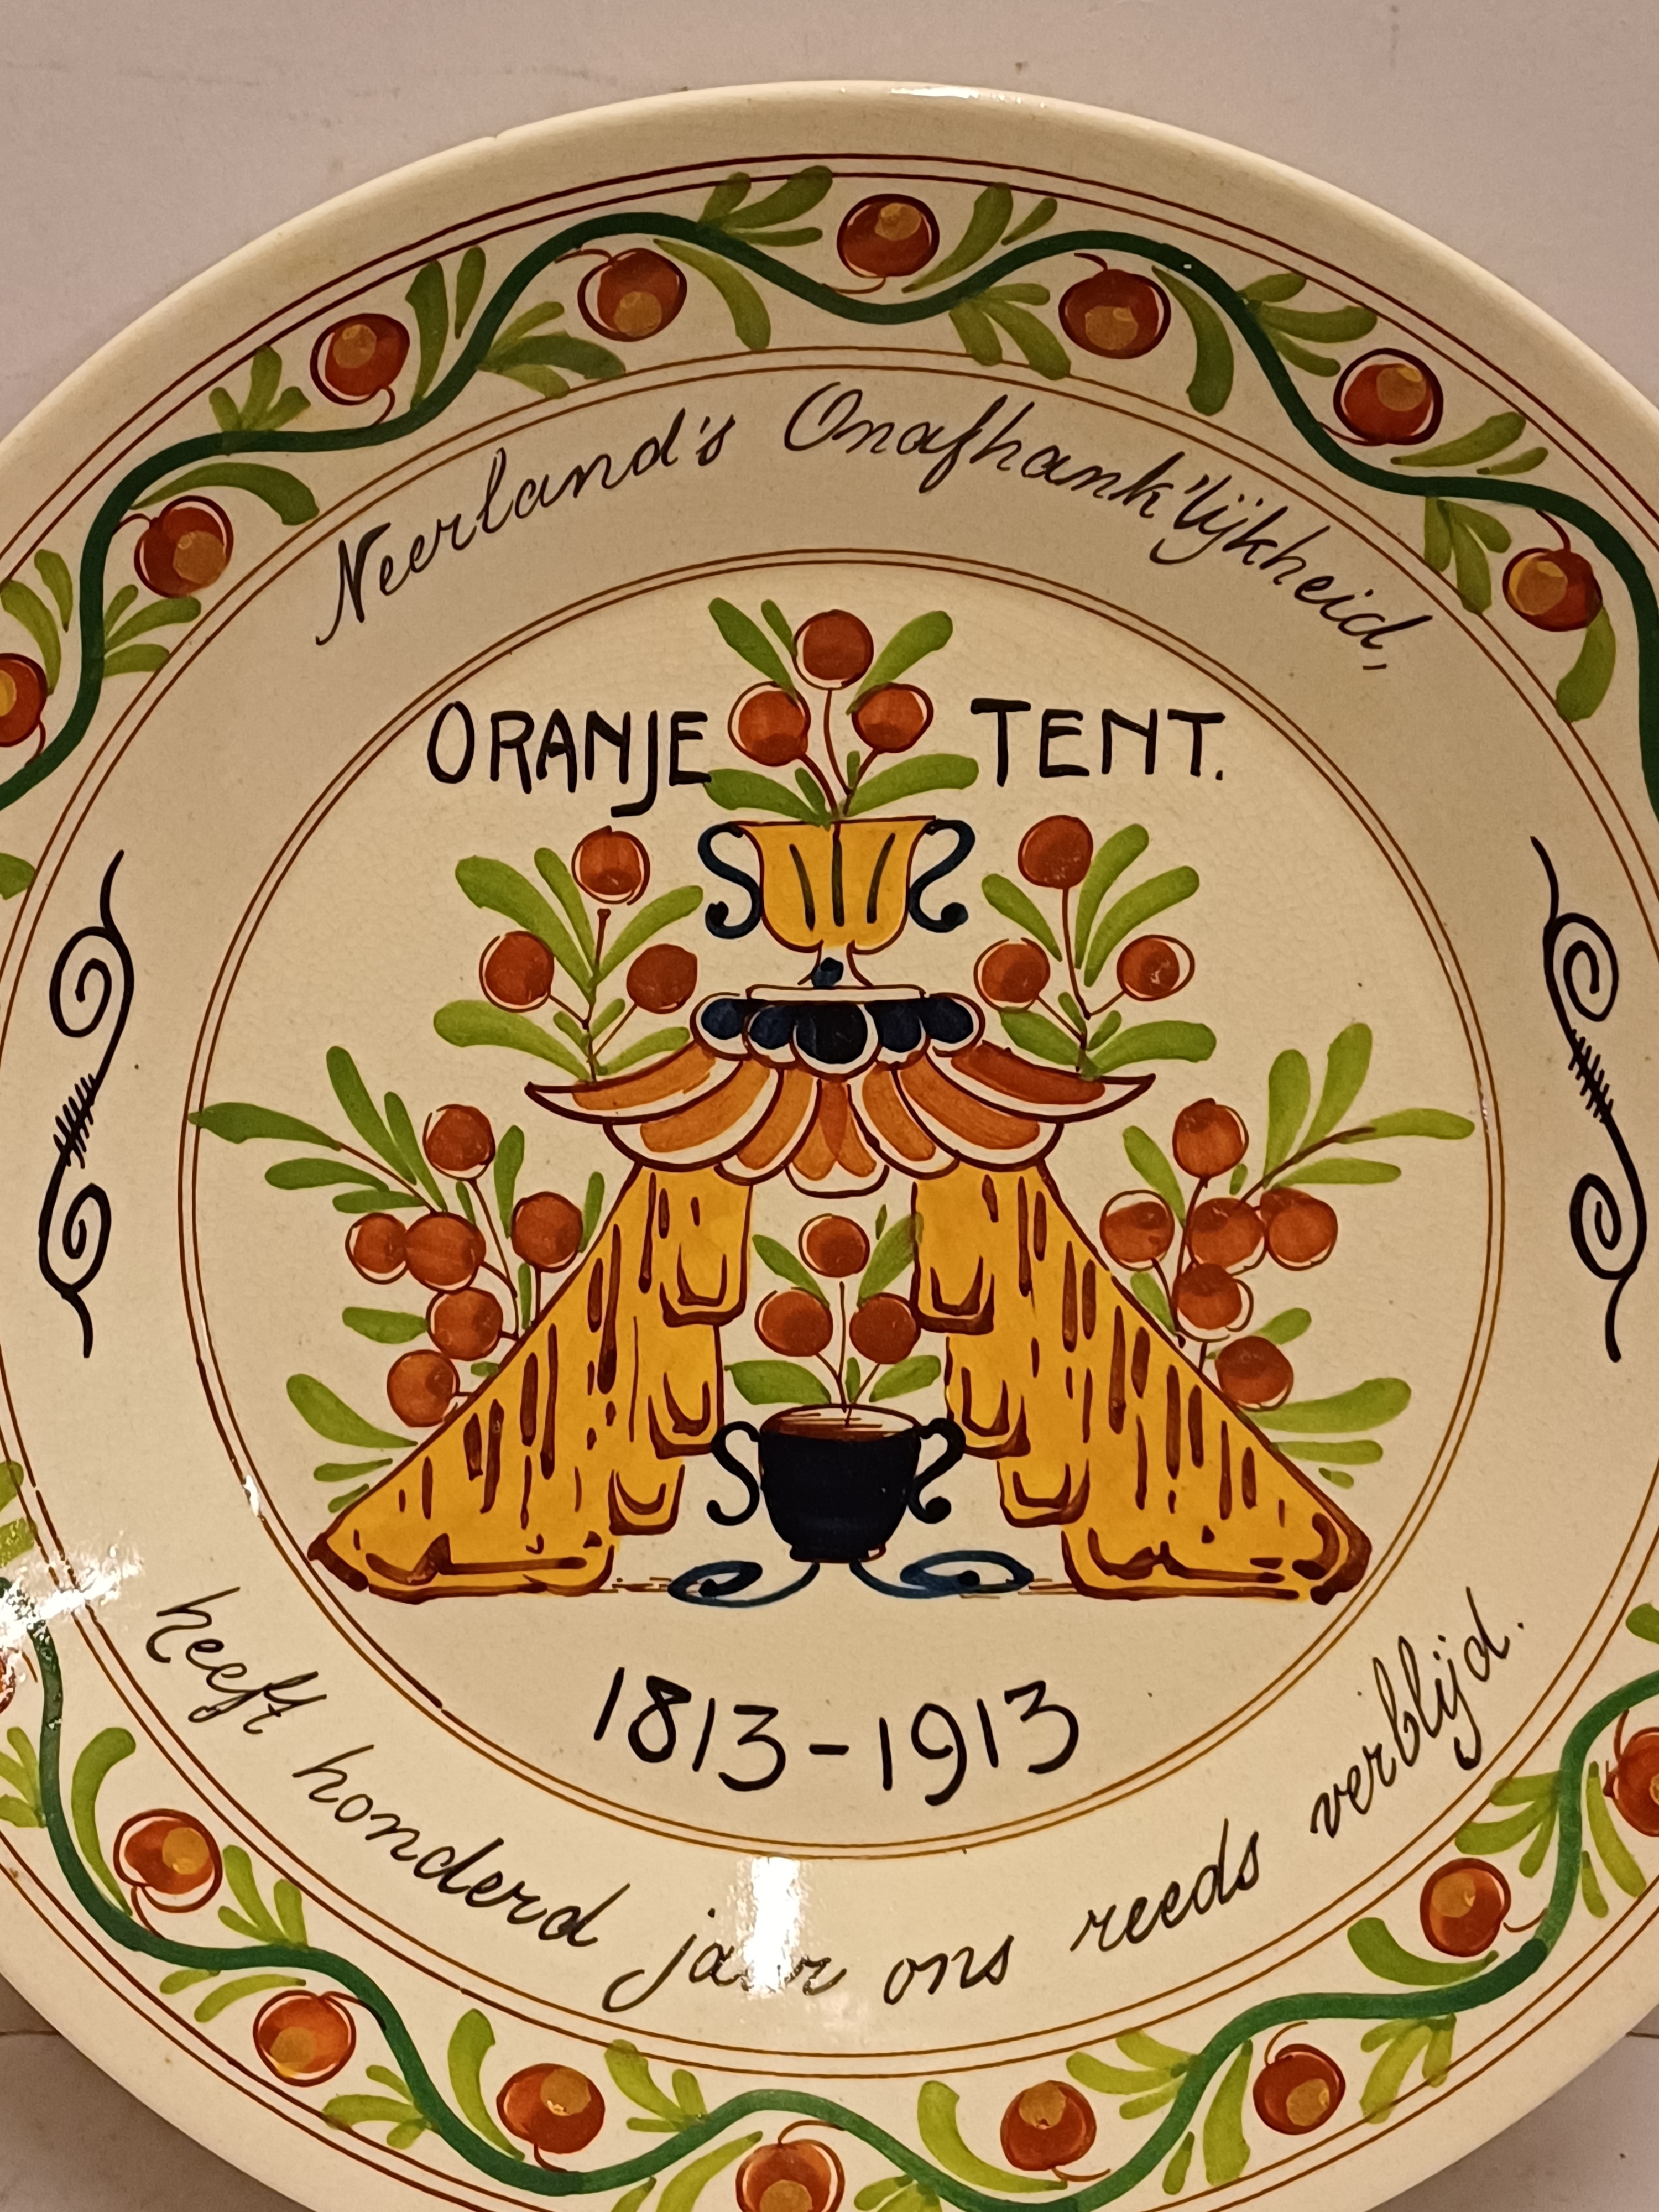 Neerland's Onafhank'lijkheid,
ORANJE TENT.
1813-1913
heeft honderd jaar ons reeds verblijd.